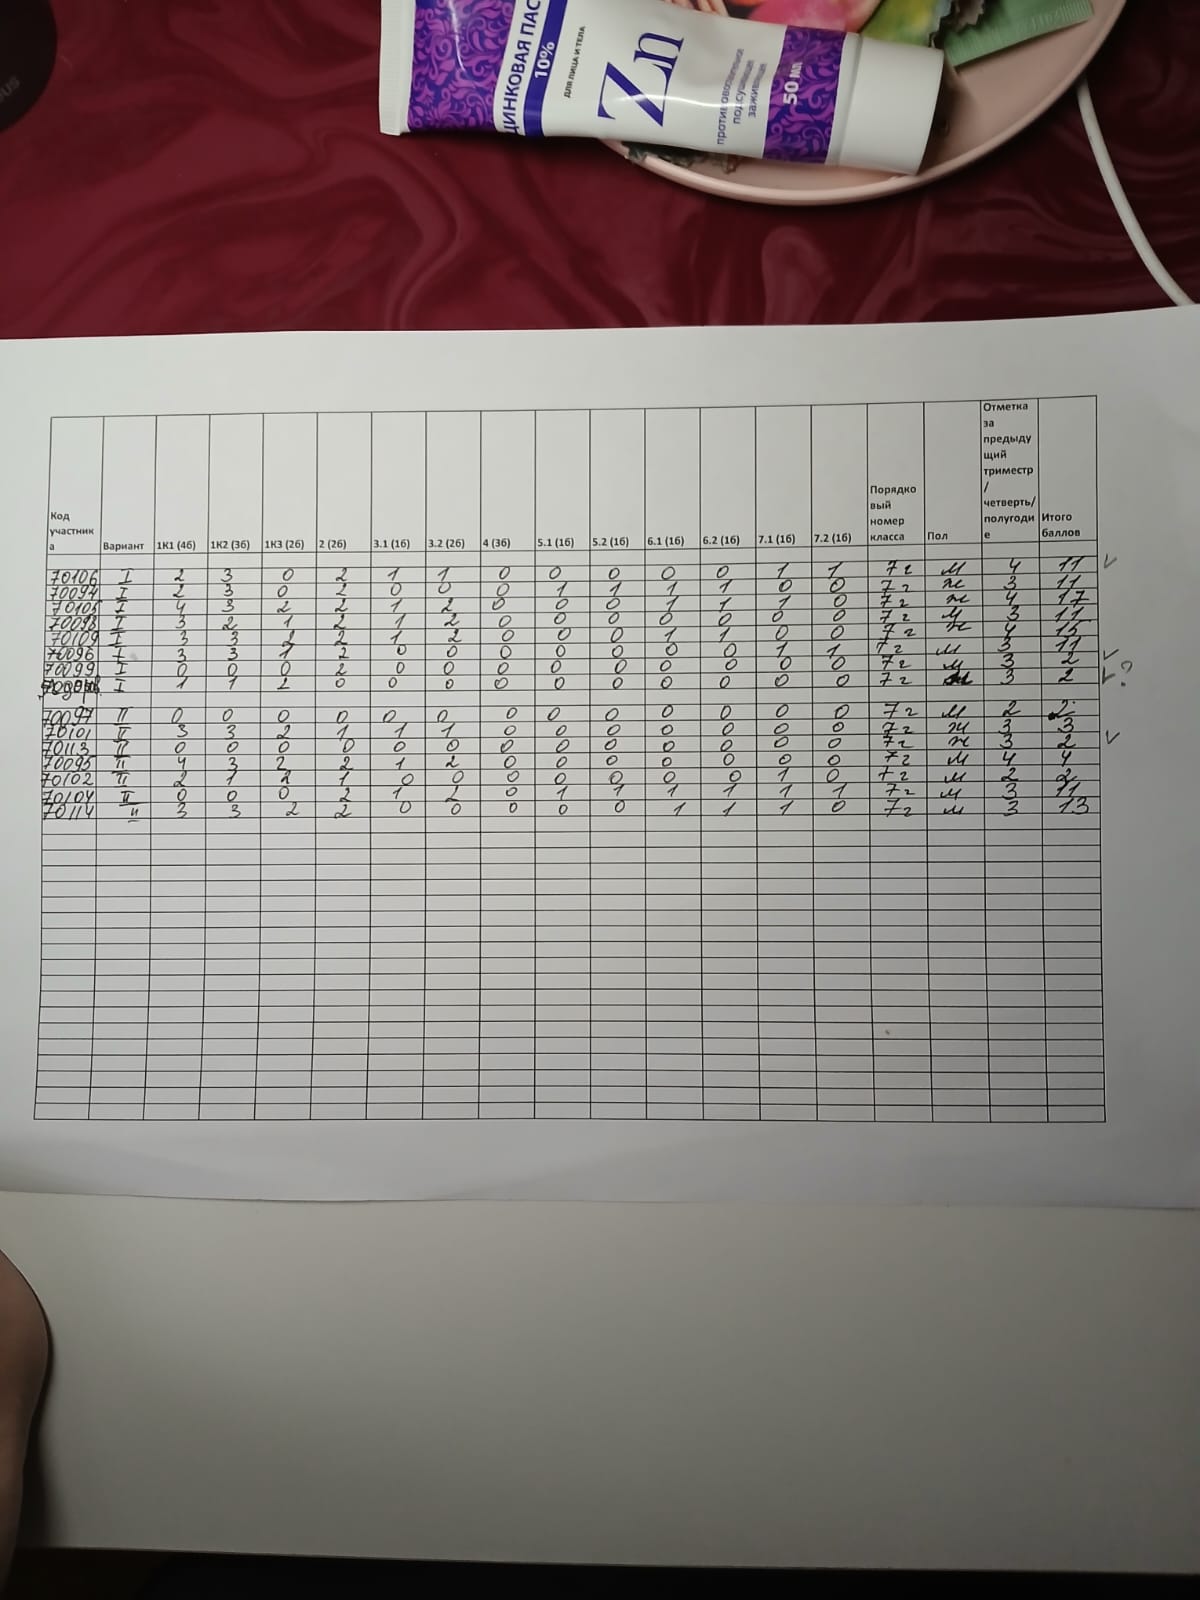 ЦИНКОВАЯ ПАС
10%
ДЛЯ ЛИЦА И ТЕЛА
Zn
противовоспалительное
подсушивающее
заживляющее
50 мл
Код участника Вариант 1К1 (4б) 1К2 (3б) 1К3 (2б) 2 (2б) 3.1 (1б) 3.2 (2б) 4 (3б) 5.1 (1б) 5.2 (1б) 6.1 (1б) 6.2 (1б) 7.1 (1б) 7.2 (1б) Порядковый номер класса Пол Отметка за предыдущий триместр/четверть/полугодие Итого баллов
70106 I 2 3 0 2 1 1 0 0 0 0 0 1 1 7г м 4 11 ✓
70094 I 2 3 0 2 0 0 0 1 1 1 1 0 0 7г ж 3 11
70105 I 4 3 2 2 1 2 0 0 0 1 1 1 0 7г ж 4 17
70098 I 3 2 1 2 1 2 0 0 0 0 0 0 0 7г м 3 11
70109 I 3 3 2 2 1 2 0 0 0 1 1 0 0 7г ж 4 15
70096 I 3 3 1 2 0 0 0 0 0 0 0 1 1 7г м 3 11 ✓
70099 I 0 0 0 2 0 0 0 0 0 0 0 0 0 7г м 3 2 ?
I 1 1 0 0 0 0 0 0 0 0 0 0 7г 3 2 ✓
70097 II 0 0 0 0 0 0 0 0 0 0 0 0 0 7г м 2 2
70101 II 3 3 2 1 1 1 0 0 0 0 0 0 0 7г ж 3 3
70113 II 0 0 0 0 0 0 0 0 0 0 0 0 0 7г ж 3 2 ✓
70095 II 4 3 2 2 1 2 0 0 0 0 0 0 0 7г м 4 4
70102 II 2 1 2 1 0 0 0 0 0 0 0 1 0 7г м 2 2
70104 II 0 0 0 2 1 2 0 1 1 1 1 1 1 7г м 3 11
70114 II 3 3 2 2 0 0 0 0 0 1 1 1 0 7г м 3 13